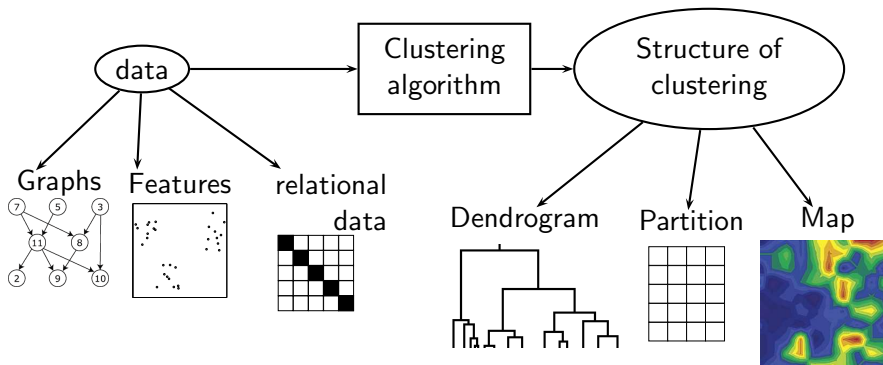 data
Clustering
algorithm
Structure of
clustering
Graphs
Features
relational
data
Dendrogram
Partition
Map
7 5 3
11 8
2 9 10